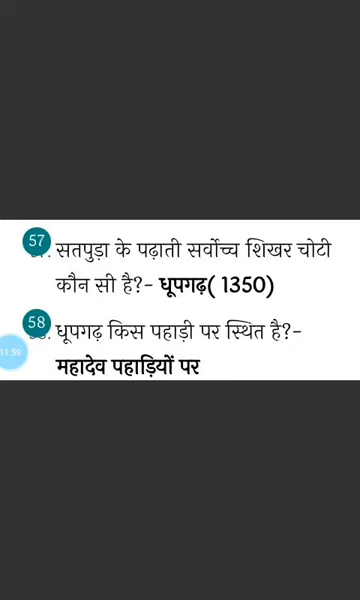 57 सतपुड़ा के पढ़ाती सर्वोच्च शिखर चोटी
कौन सी है?- धूपगढ़( 1350)
58 धूपगढ़ किस पहाड़ी पर स्थित है?-
11:59
महादेव पहाड़ियों पर